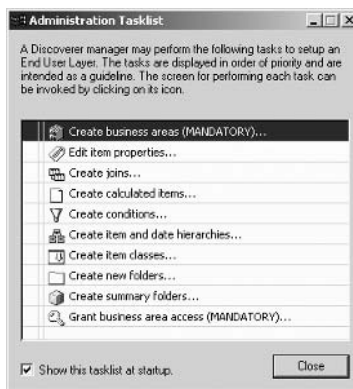 Administration Tasklist
A Discoverer manager may perform the following tasks to setup an
End User Layer. The tasks are displayed in order of priority and are
intended as a guideline. The screen for performing each task can
be invoked by clicking on its icon.
Create business areas (MANDATORY)...
Edit item properties...
Create joins...
Create calculated items...
Create conditions...
Create item and date hierarchies...
Create item classes...
Create new folders...
Create summary folders...
Grant business area access (MANDATORY)...
Show this tasklist at startup.
Close